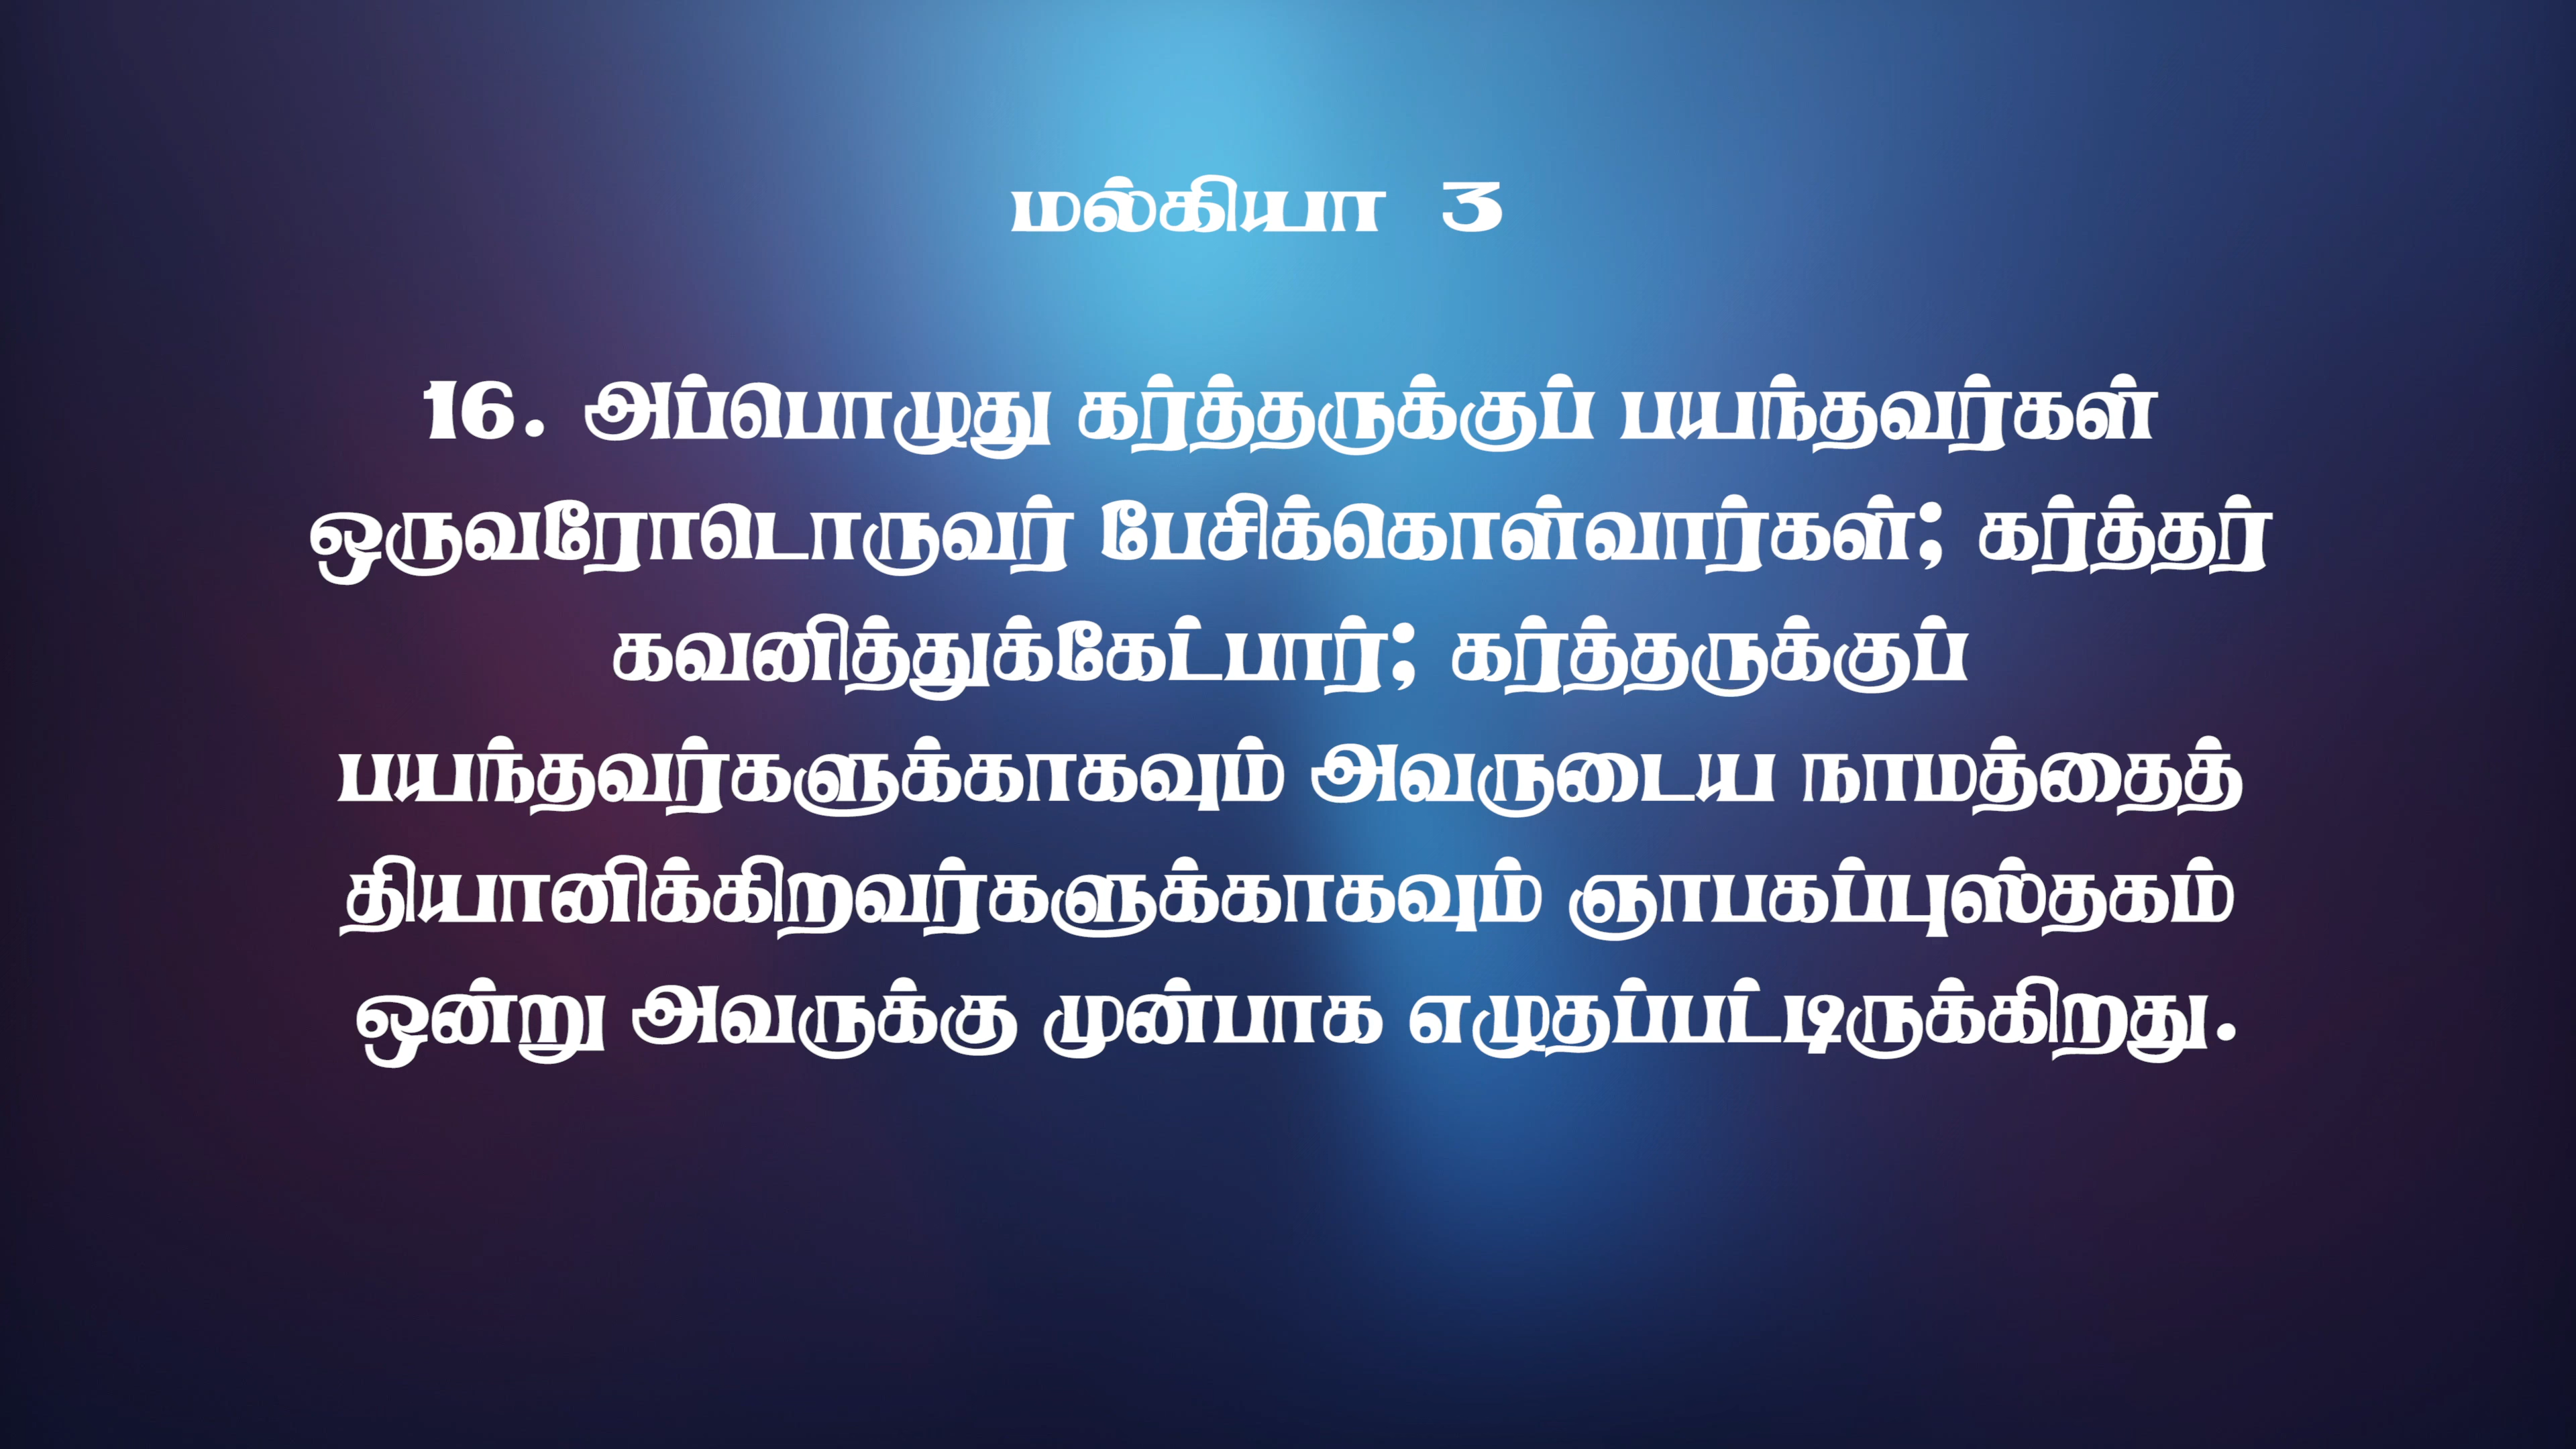 மல்கியா 3
16. அப்பொழுது கர்த்தருக்குப் பயந்தவர்கள்
ஒருவரோடொருவர் பேசிக்கொள்வார்கள்; கர்த்தர்
கவனித்துக்கேட்பார்; கர்த்தருக்குப்
பயந்தவர்களுக்காகவும் அவருடைய நாமத்தைத்
தியானிக்கிறவர்களுக்காகவும் ஞாபகப்புஸ்தகம்
ஒன்று அவருக்கு முன்பாக எழுதப்பட்டிருக்கிறது.